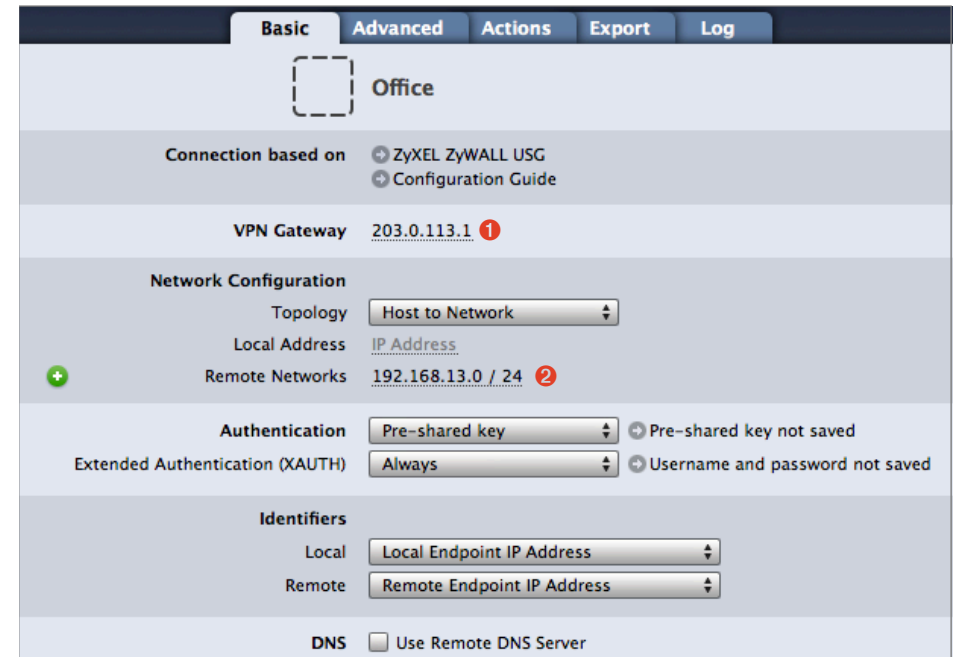 Basic Advanced Actions Export Log
Office
Connection based on ZyXEL ZyWALL USG
Configuration Guide
VPN Gateway 203.0.113.1 1
Network Configuration
Topology Host to Network
Local Address IP Address
Remote Networks 192.168.13.0 / 24 2
Authentication Pre-shared key Pre-shared key not saved
Extended Authentication (XAUTH) Always Username and password not saved
Identifiers
Local Local Endpoint IP Address
Remote Remote Endpoint IP Address
DNS Use Remote DNS Server